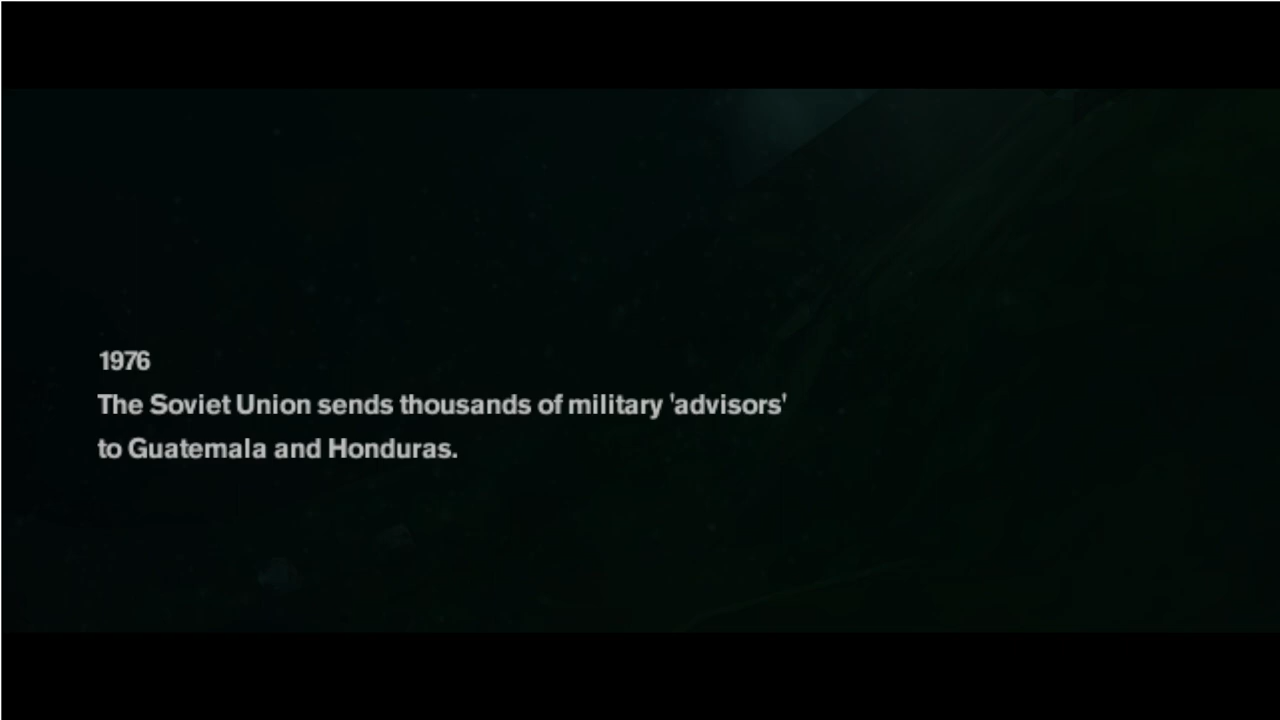 1976
The Soviet Union sends thousands of military 'advisors'
to Guatemala and Honduras.